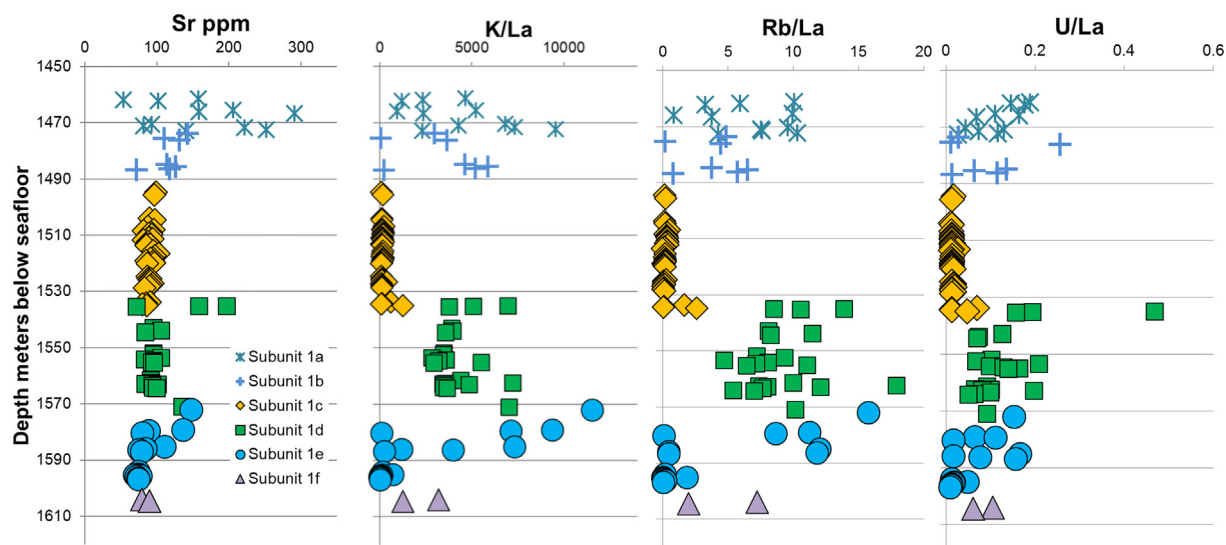 Sr ppm
K/La
Rb/La
U/La
0 100 200 300
0 5000 10000
0 5 10 15 20
0 0.2 0.4 0.6
Depth meters below seafloor
1450
1470
1490
1510
1530
1550
1570
1590
1610
Subunit 1a
Subunit 1b
Subunit 1c
Subunit 1d
Subunit 1e
Subunit 1f